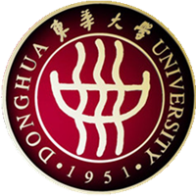 東華大學
DONGHUA UNIVERSITY
·1951·